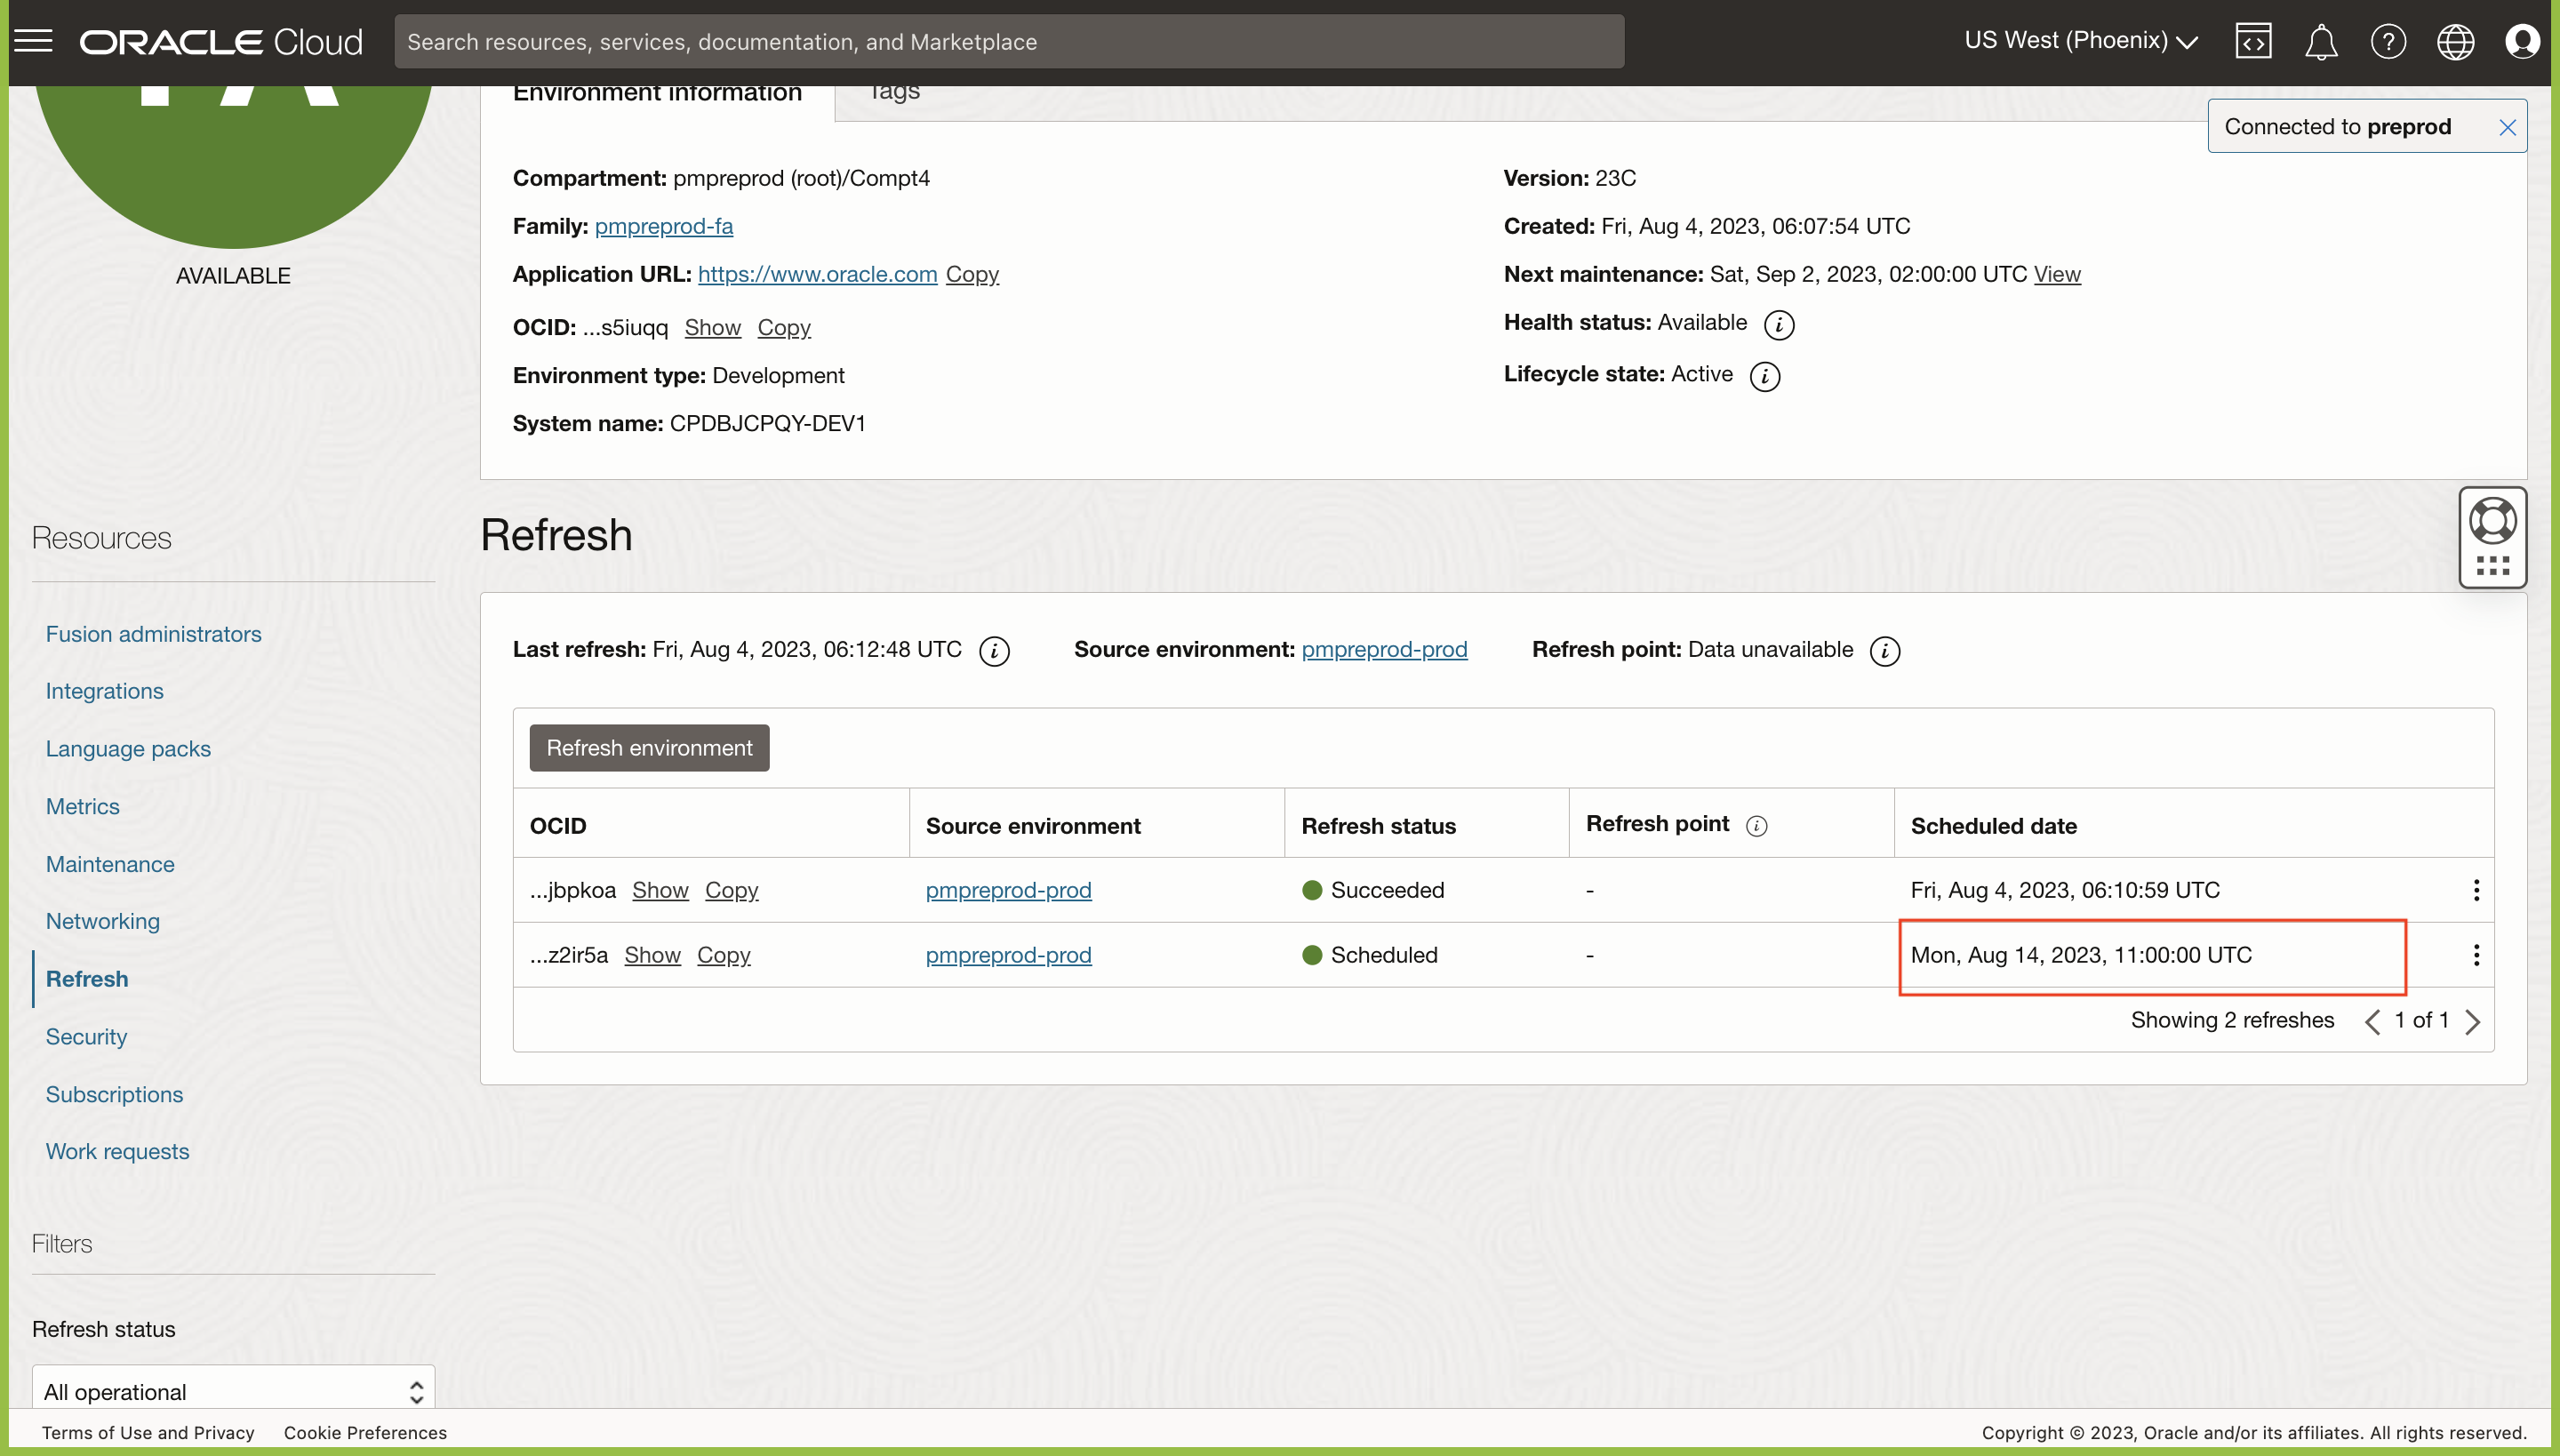 ORACLE Cloud
Search resources, services, documentation, and Marketplace
US West (Phoenix)
Environment information
Tags
Connected to preprod
AVAILABLE
Compartment: pmpreprod (root)/Compt4
Family: pmpreprod-fa
Application URL: https://www.oracle.com Copy
OCID: ...s5iuqq Show Copy
Environment type: Development
System name: CPDBJCPQY-DEV1
Version: 23C
Created: Fri, Aug 4, 2023, 06:07:54 UTC
Next maintenance: Sat, Sep 2, 2023, 02:00:00 UTC View
Health status: Available
Lifecycle state: Active
Resources
Fusion administrators
Integrations
Language packs
Metrics
Maintenance
Networking
Refresh
Security
Subscriptions
Work requests
Filters
Refresh status
All operational
Refresh
Last refresh: Fri, Aug 4, 2023, 06:12:48 UTC Source environment: pmpreprod-prod Refresh point: Data unavailable
Refresh environment
OCID Source environment Refresh status Refresh point Scheduled date
...jbpkoa Show Copy pmpreprod-prod Succeeded - Fri, Aug 4, 2023, 06:10:59 UTC
...z2ir5a Show Copy pmpreprod-prod Scheduled - Mon, Aug 14, 2023, 11:00:00 UTC
Showing 2 refreshes 1 of 1
Terms of Use and Privacy Cookie Preferences
Copyright © 2023, Oracle and/or its affiliates. All rights reserved.